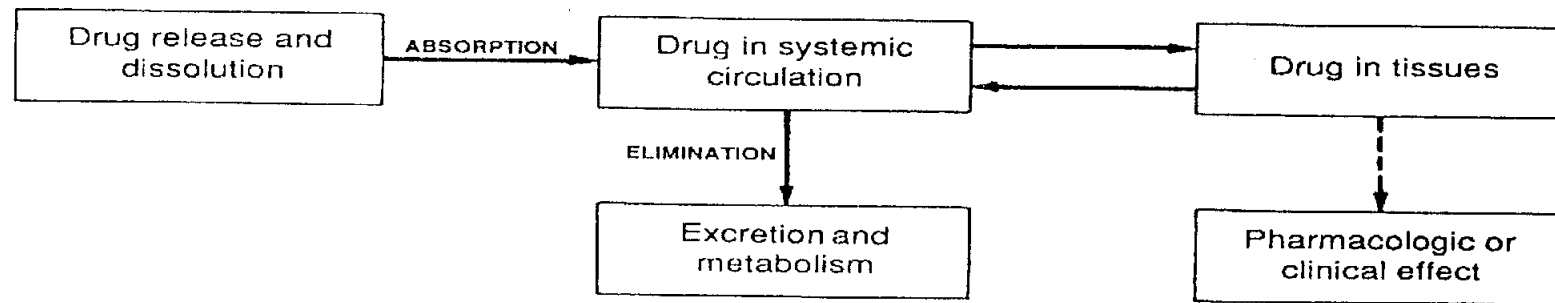 Drug release and
dissolution
ABSORPTION
Drug in systemic
circulation
Drug in tissues
ELIMINATION
Excretion and
metabolism
Pharmacologic or
clinical effect